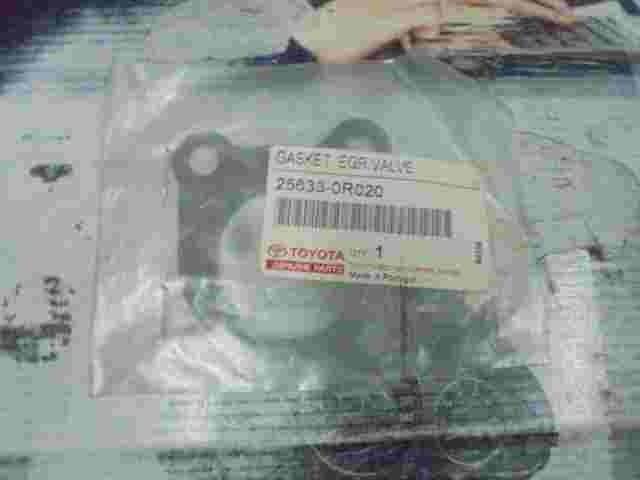 GASKET EGR VALVE
25633-0R020
TOYOTA QTY 1
GENUINE PARTS
Made in Portugal